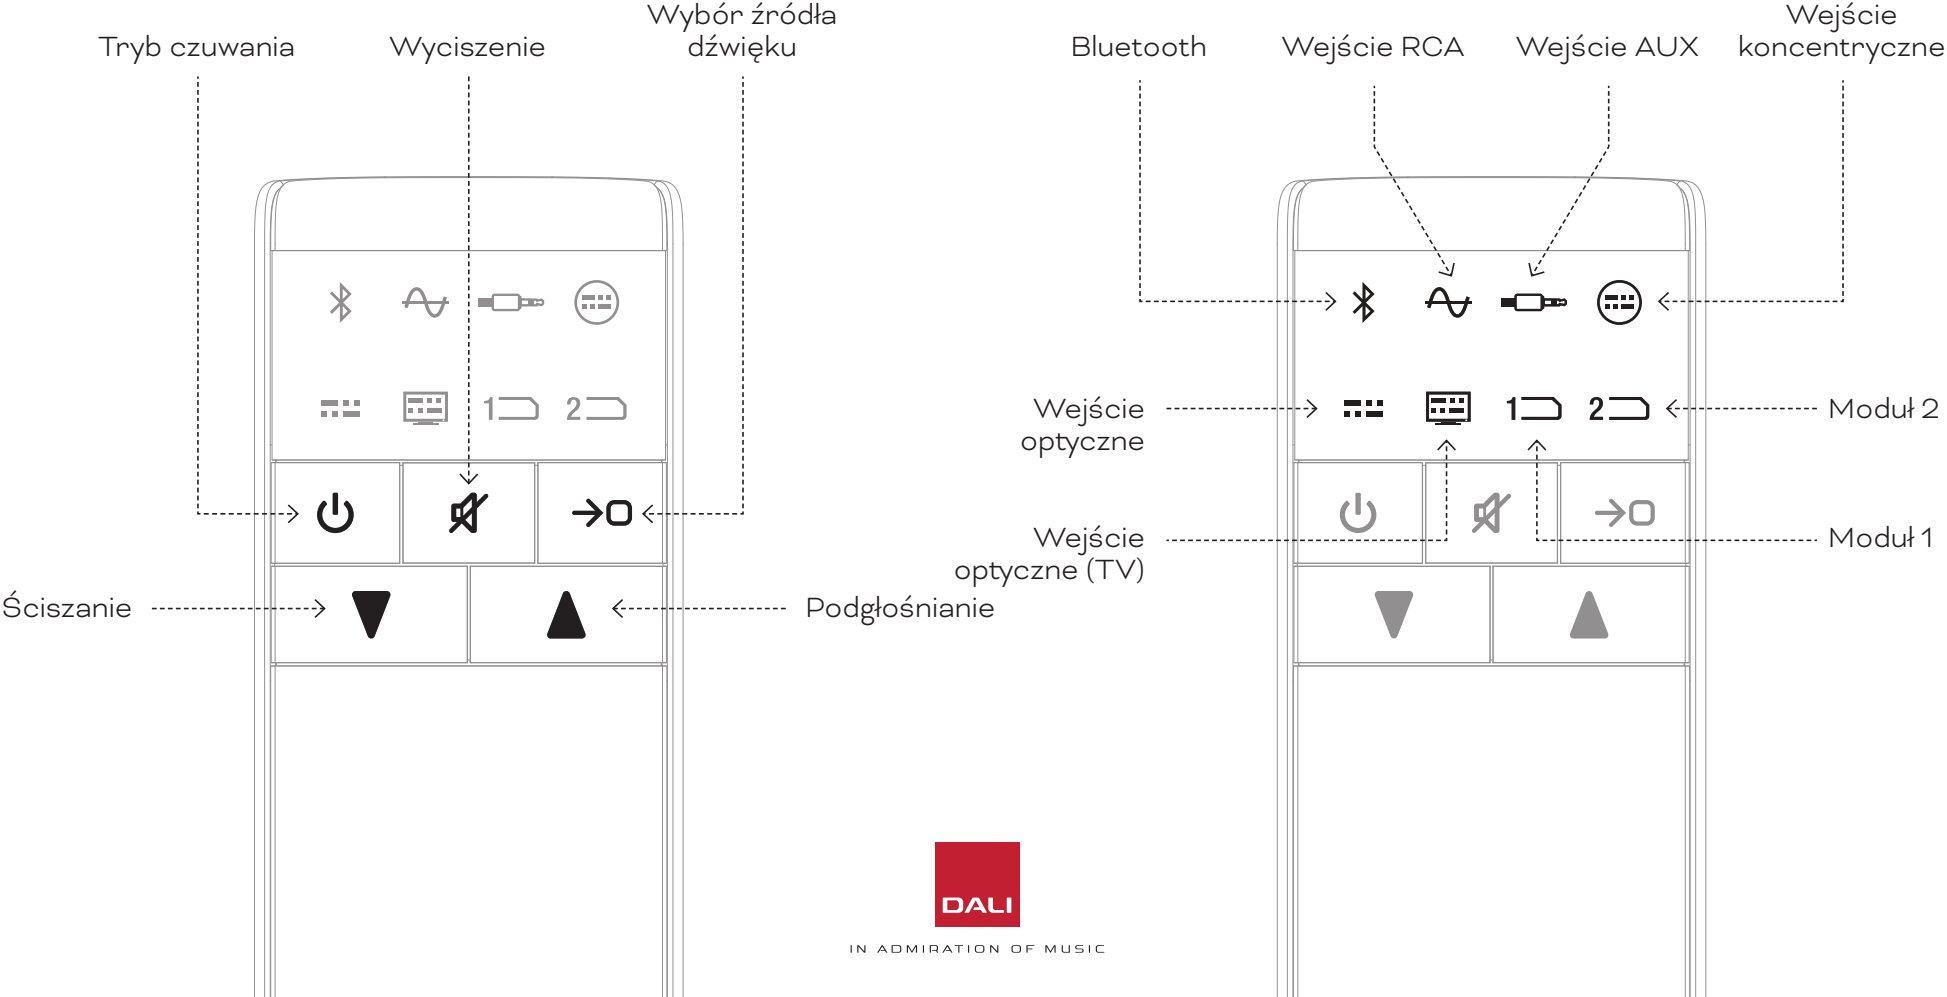 Tryb czuwania
Wyciszenie
Wybór źródła
dźwięku
Ściszanie
Podgłośnianie
1
2
Bluetooth
Wejście RCA
Wejście AUX
Wejście
koncentryczne
Wejście
optyczne
Wejście
optyczne (TV)
1
2
Moduł 2
Moduł 1
DALI
IN ADMIRATION OF MUSIC